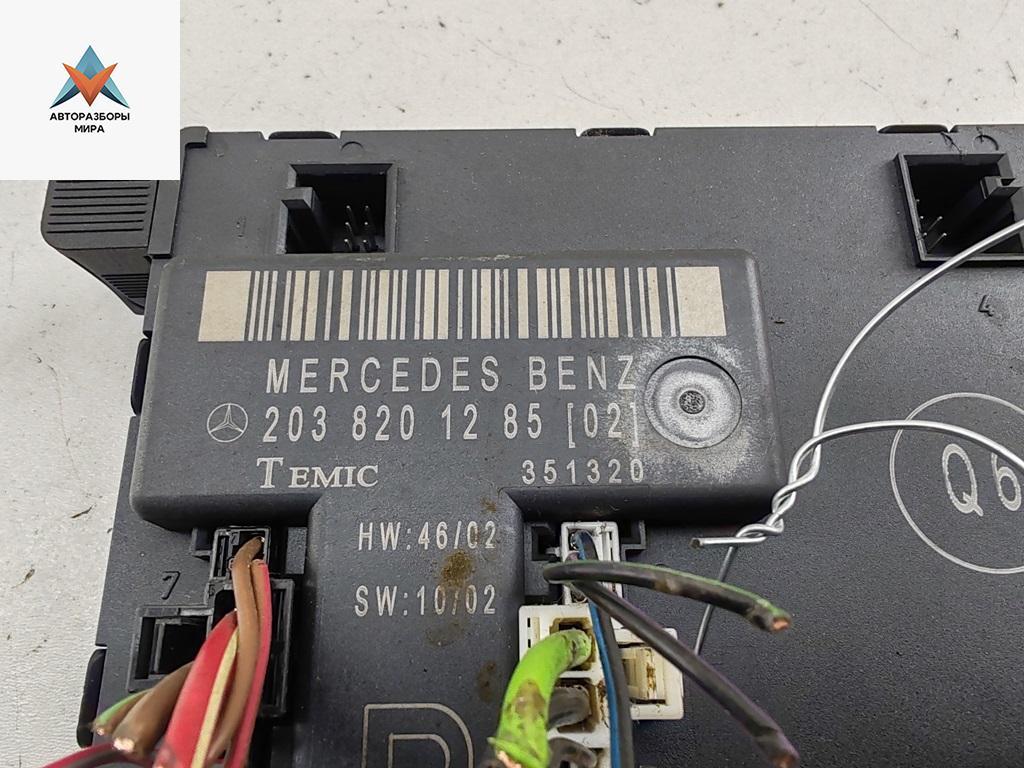 АВТОРАЗБОРЫ
МИРА
1
4
MERCEDES BENZ
203 820 12 85 [02]
TEMIC 351320
HW:46/02
SW:10/02
7
Q6